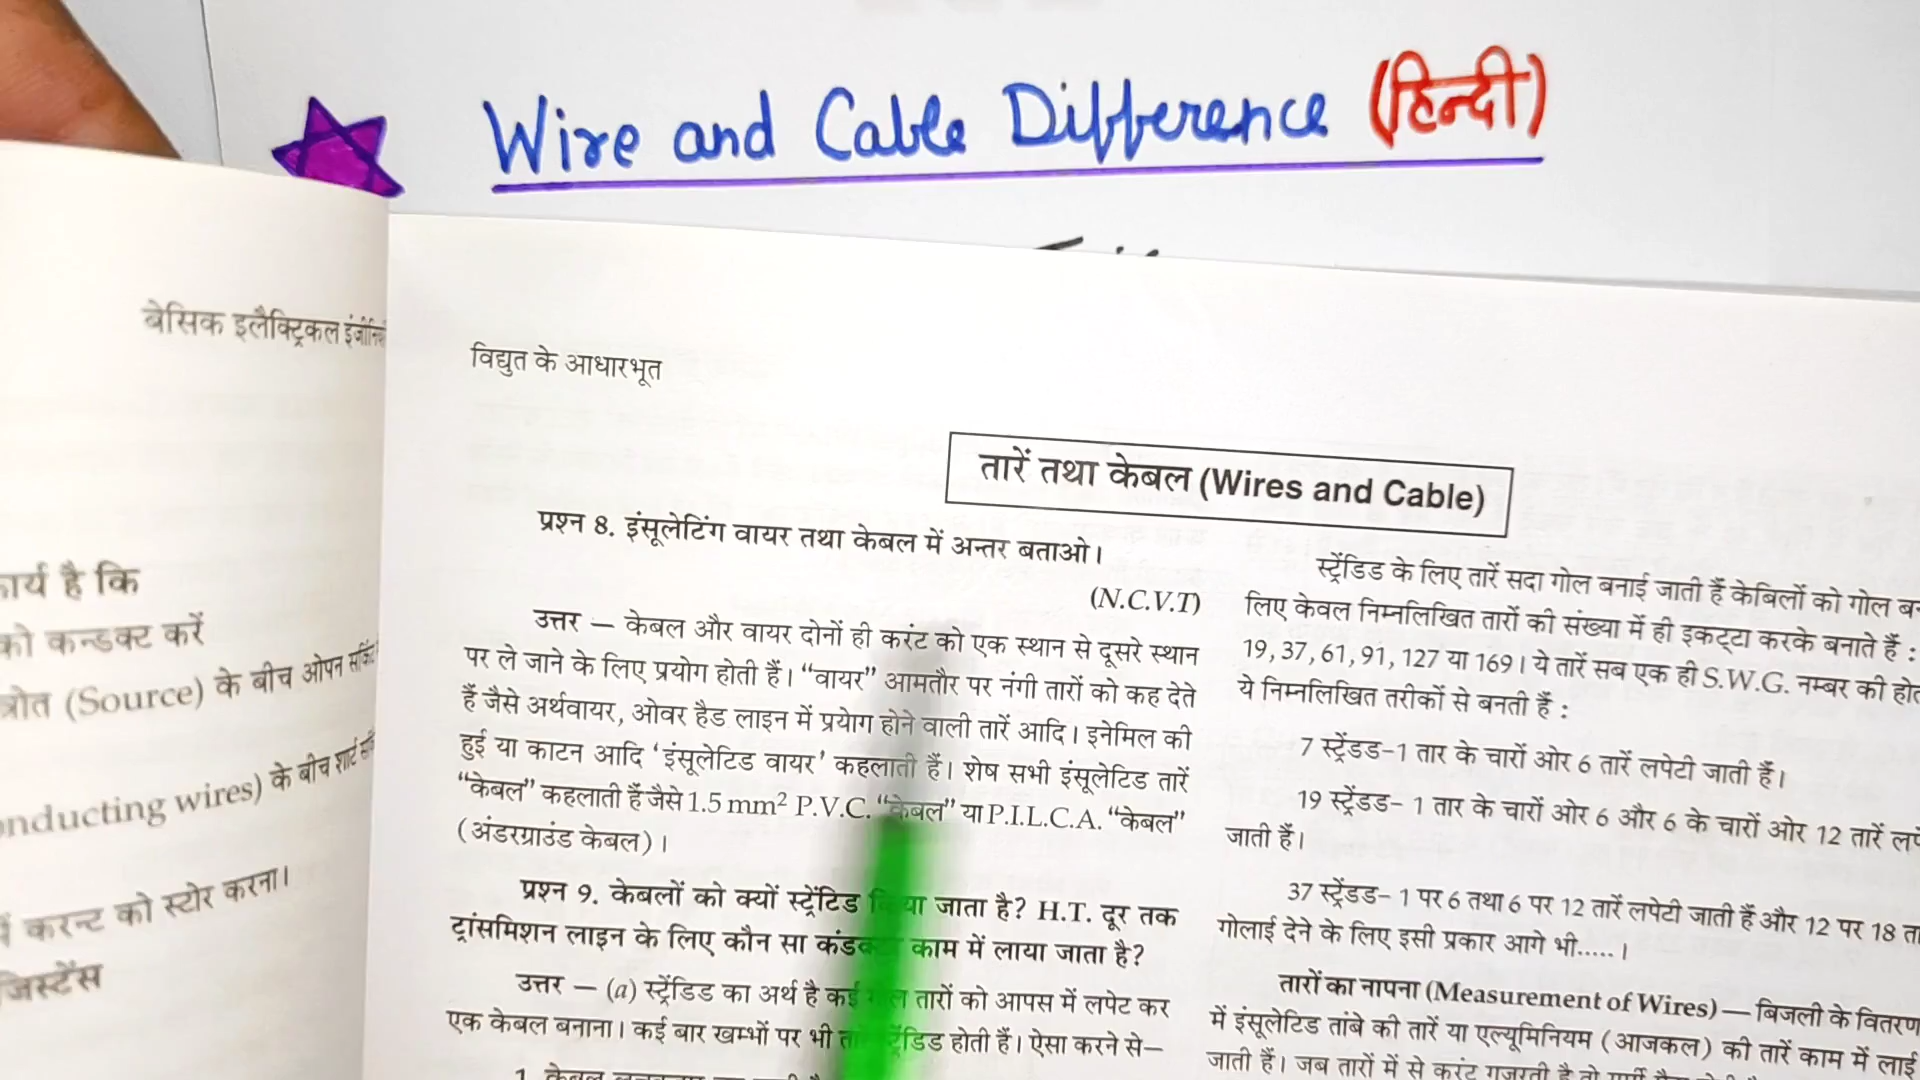 Wire and Cable Difference (हिन्दी)
बेसिक इलैक्ट्रिकल
कार्य है कि
को कन्डक्ट करें
स्रोत (Source) के बीच ओपन सर्किट
conducting wires) के बीच शार्ट
में करन्ट को स्टोर करना।
विद्युत के आधारभूत
तारें तथा केबल (Wires and Cable)
प्रश्न 8. इंसूलेटिंग वायर तथा केबल में अन्तर बताओ।
(N.C.V.T)
उत्तर — केबल और वायर दोनों ही करंट को एक स्थान से दूसरे स्थान
पर ले जाने के लिए प्रयोग होती हैं। “वायर” आमतौर पर नंगी तारों को कह देते
हैं जैसे अर्थवायर, ओवर हैड लाइन में प्रयोग होने वाली तारें आदि। इनेमिल की
हुई या काटन आदि ‘इंसूलेटिड वायर’ कहलाती हैं। शेष सभी इंसूलेटिड तारें
“केबल” कहलाती हैं जैसे 1.5 mm² P.V.C. “केबल” या P.I.L.C.A. “केबल”
(अंडरग्राउंड केबल)।
प्रश्न 9. केबलों को क्यों स्ट्रेंटिड किया जाता है? H.T. दूर तक
ट्रांसमिशन लाइन के लिए कौन सा काम में लाया जाता है?
उत्तर — (a) स्ट्रेंडिड का अर्थ है कई तारों को आपस में लपेट कर
एक केबल बनाना। कई बार खम्भों पर भी होती हैं। ऐसा करने से—
1. केबल
स्ट्रेंडिड के लिए तारें सदा गोल बनाई जाती हैं केबिलों को गोल
लिए केवल निम्नलिखित तारों की संख्या में ही इकट्टा करके बनाते हैं :
19, 37, 61, 91, 127 या 169। ये तारें सब एक ही S.W.G. नम्बर की
ये निम्नलिखित तरीकों से बनती हैं :
7 स्ट्रेंडड–1 तार के चारों ओर 6 तारें लपेटी जाती हैं।
19 स्ट्रेंडड– 1 तार के चारों ओर 6 और 6 के चारों ओर 12 तारें
जाती हैं।
37 स्ट्रेंडड– 1 पर 6 तथा 6 पर 12 तारें लपेटी जाती हैं और 12 पर 18
गोलाई देने के लिए इसी प्रकार आगे भी.....।
तारों का नापना (Measurement of Wires) — बिजली के वितरण
में इंसूलेटिड तांबे की तारें या एल्यूमिनियम (आजकल) की तारें काम में लाई
जाती हैं। जब तारों में से करंट गुजरती है तो